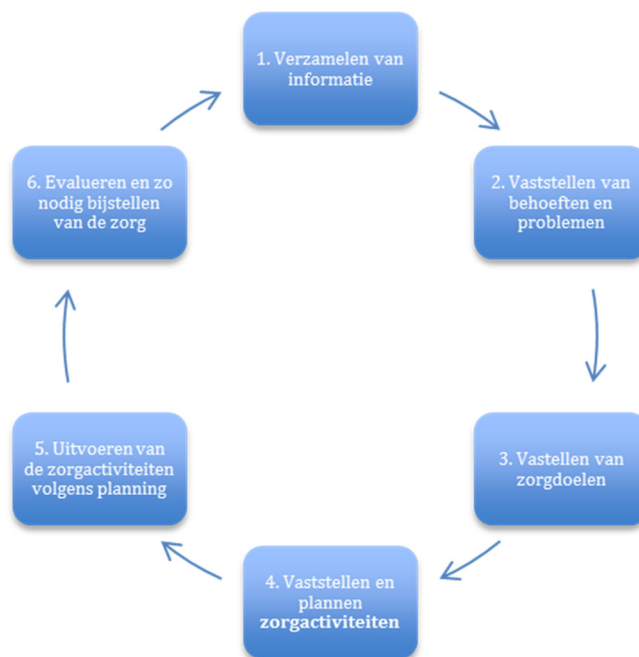 1. Verzamelen van
informatie
2. Vaststellen van
behoeften en
problemen
3. Vastellen van
zorgdoelen
4. Vaststellen en
plannen
zorgactiviteiten
5. Uitvoeren van
de zorgactiviteiten
volgens planning
6. Evalueren en zo
nodig bijstellen
van de zorg